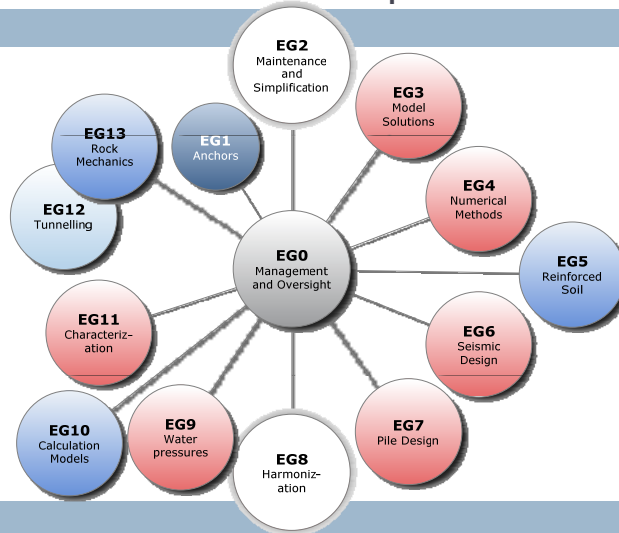 EG2
Maintenance
and
Simplification
EG3
Model
Solutions
EG13
Rock
Mechanics
EG1
Anchors
EG4
Numerical
Methods
EG12
Tunnelling
EG0
Management
and Oversight
EG5
Reinforced
Soil
EG11
Characteriz-
ation
EG6
Seismic
Design
EG10
Calculation
Models
EG9
Water
pressures
EG7
Pile Design
EG8
Harmoniz-
ation